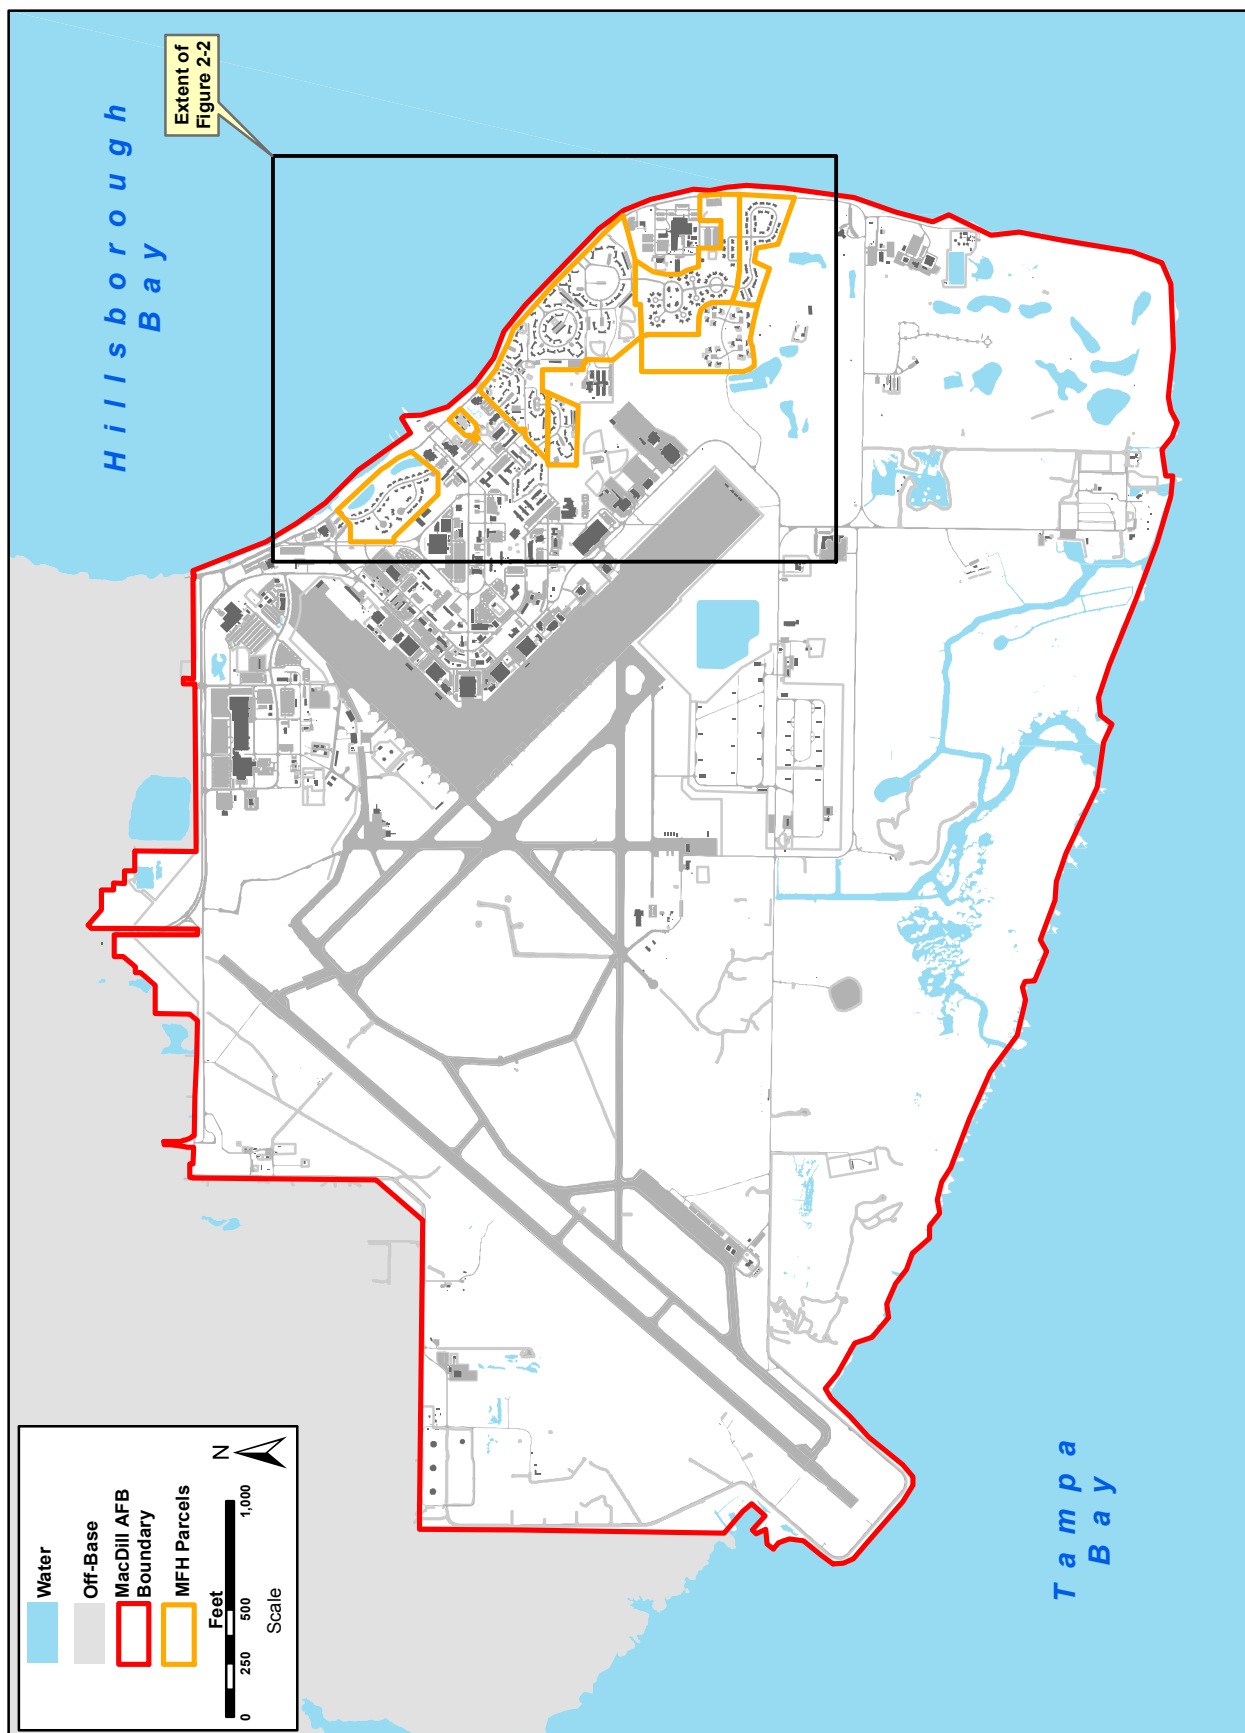 Hillsborough
Bay
Extent of
Figure 2-2
Tampa
Bay
Water
Off-Base
MacDill AFB
Boundary
MFH Parcels
Feet
0 250 500 1,000
Scale
N